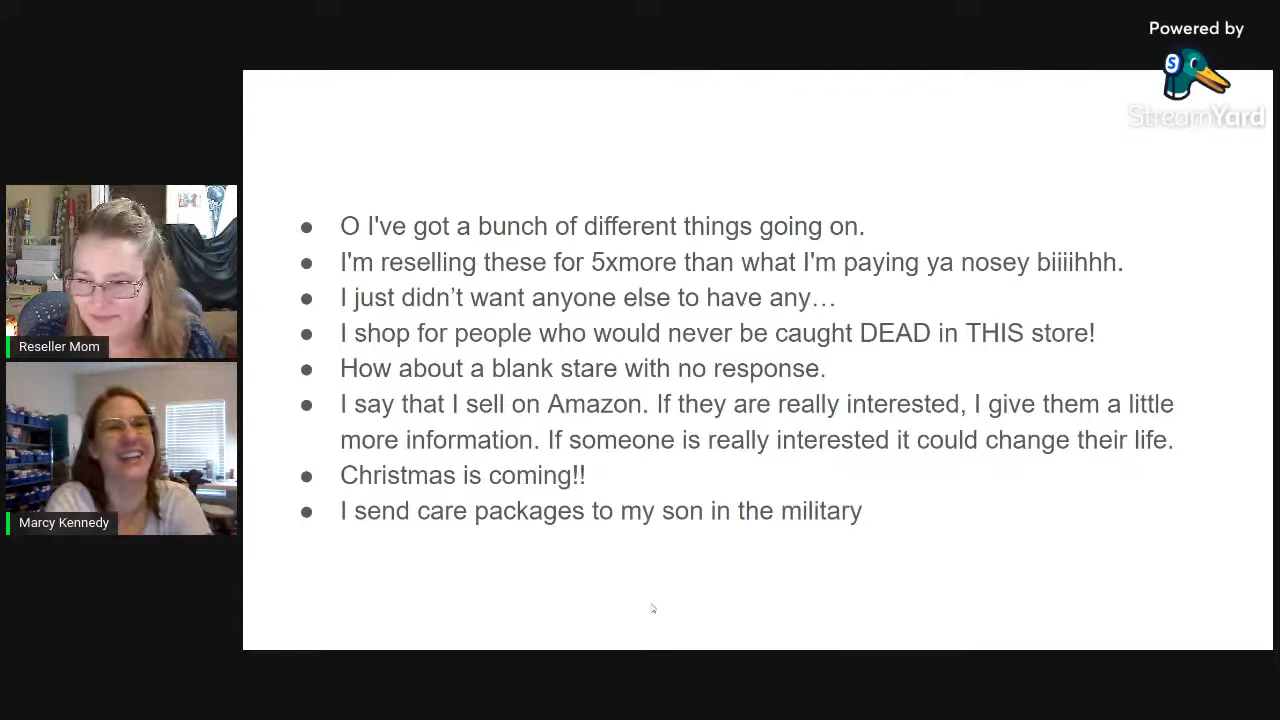 Powered by
S
StreamYard
● O I've got a bunch of different things going on.
● I'm reselling these for 5xmore than what I'm paying ya nosey biiiihhh.
● I just didn’t want anyone else to have any…
● I shop for people who would never be caught DEAD in THIS store!
● How about a blank stare with no response.
● I say that I sell on Amazon. If they are really interested, I give them a little
more information. If someone is really interested it could change their life.
● Christmas is coming!!
● I send care packages to my son in the military
Reseller Mom
Marcy Kennedy